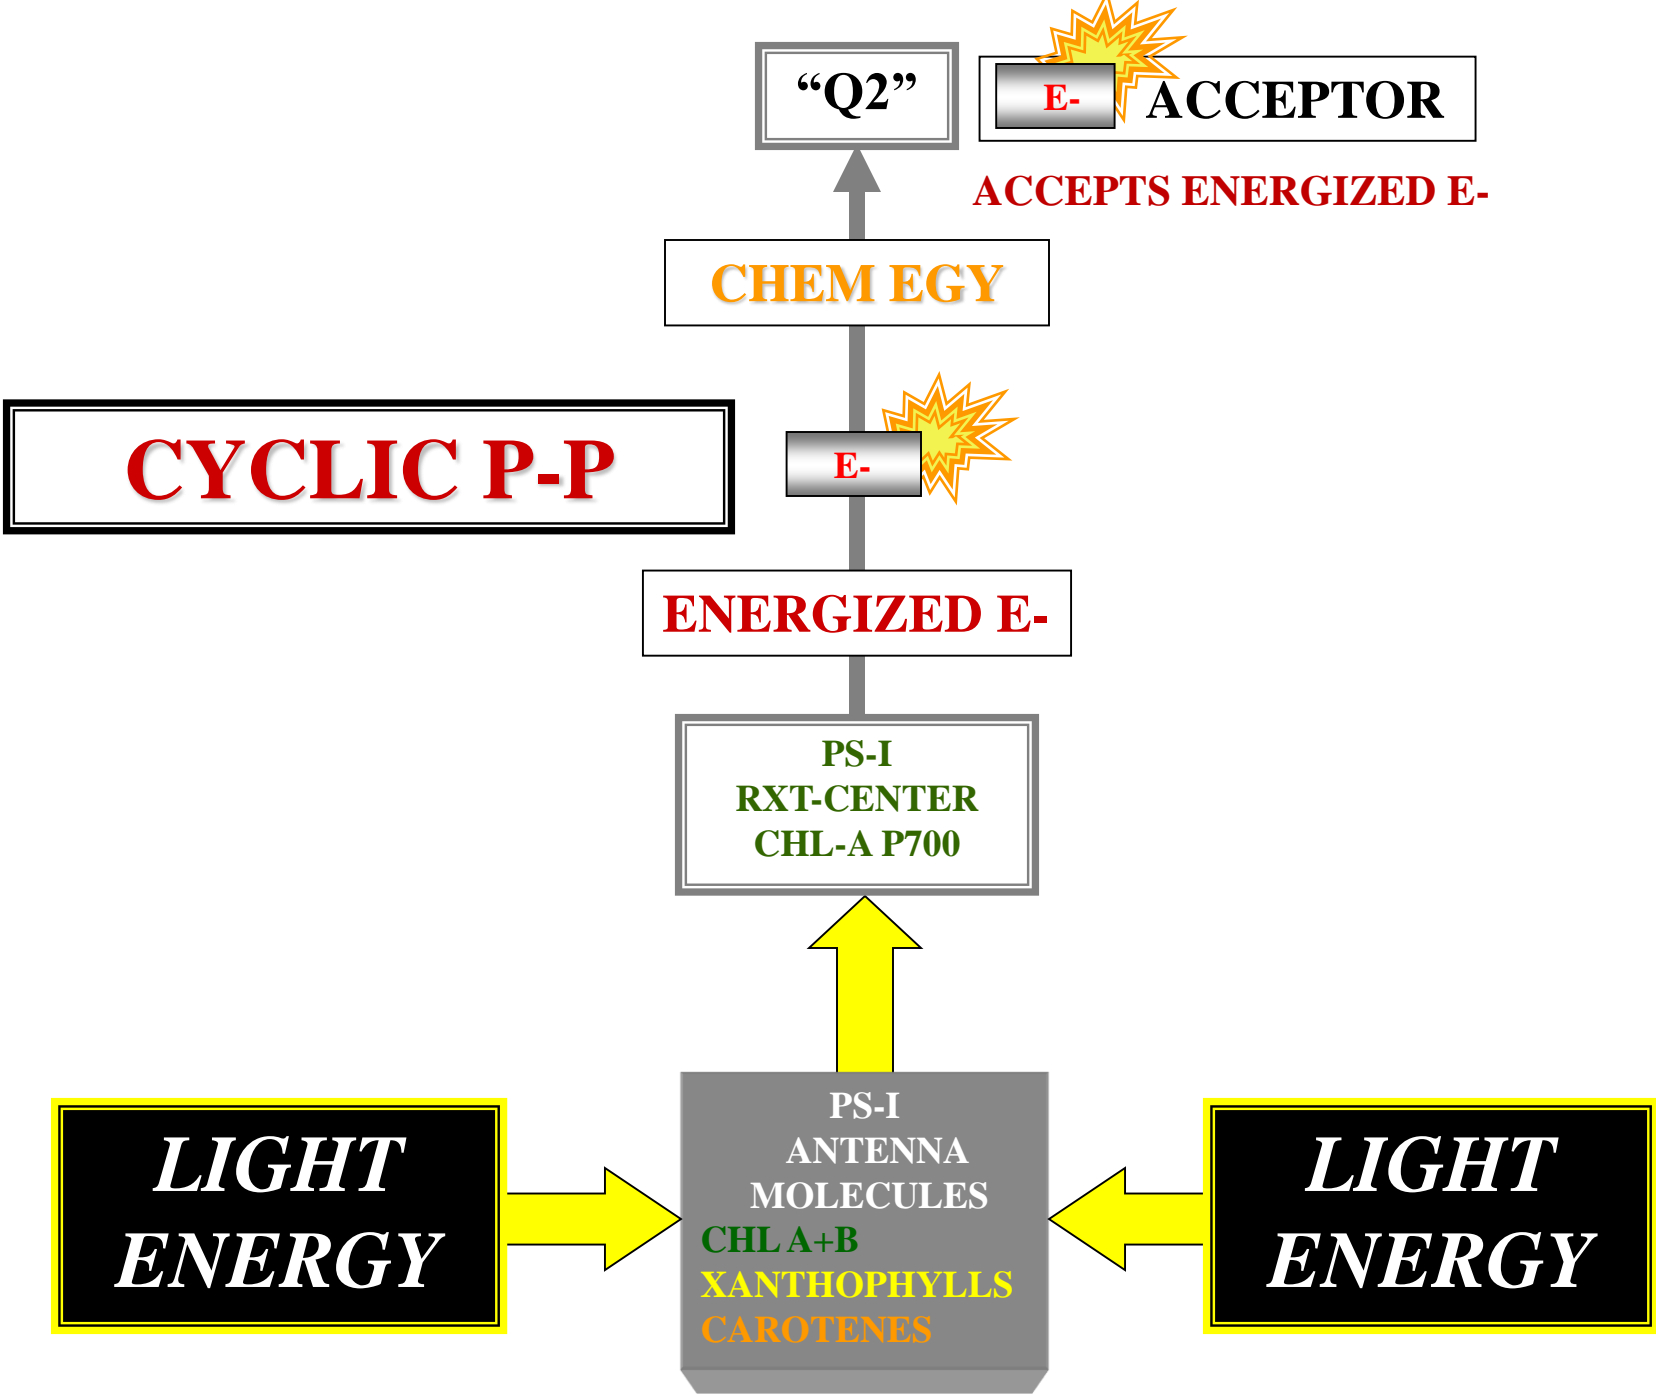 “Q2”
E- ACCEPTOR
ACCEPTS ENERGIZED E-
CHEM EGY
CYCLIC P-P
E-
ENERGIZED E-
PS-I
RXT-CENTER
CHL-A P700
LIGHT
ENERGY
PS-I
ANTENNA
MOLECULES
CHL A+B
XANTHOPHYLLS
CAROTENES
LIGHT
ENERGY